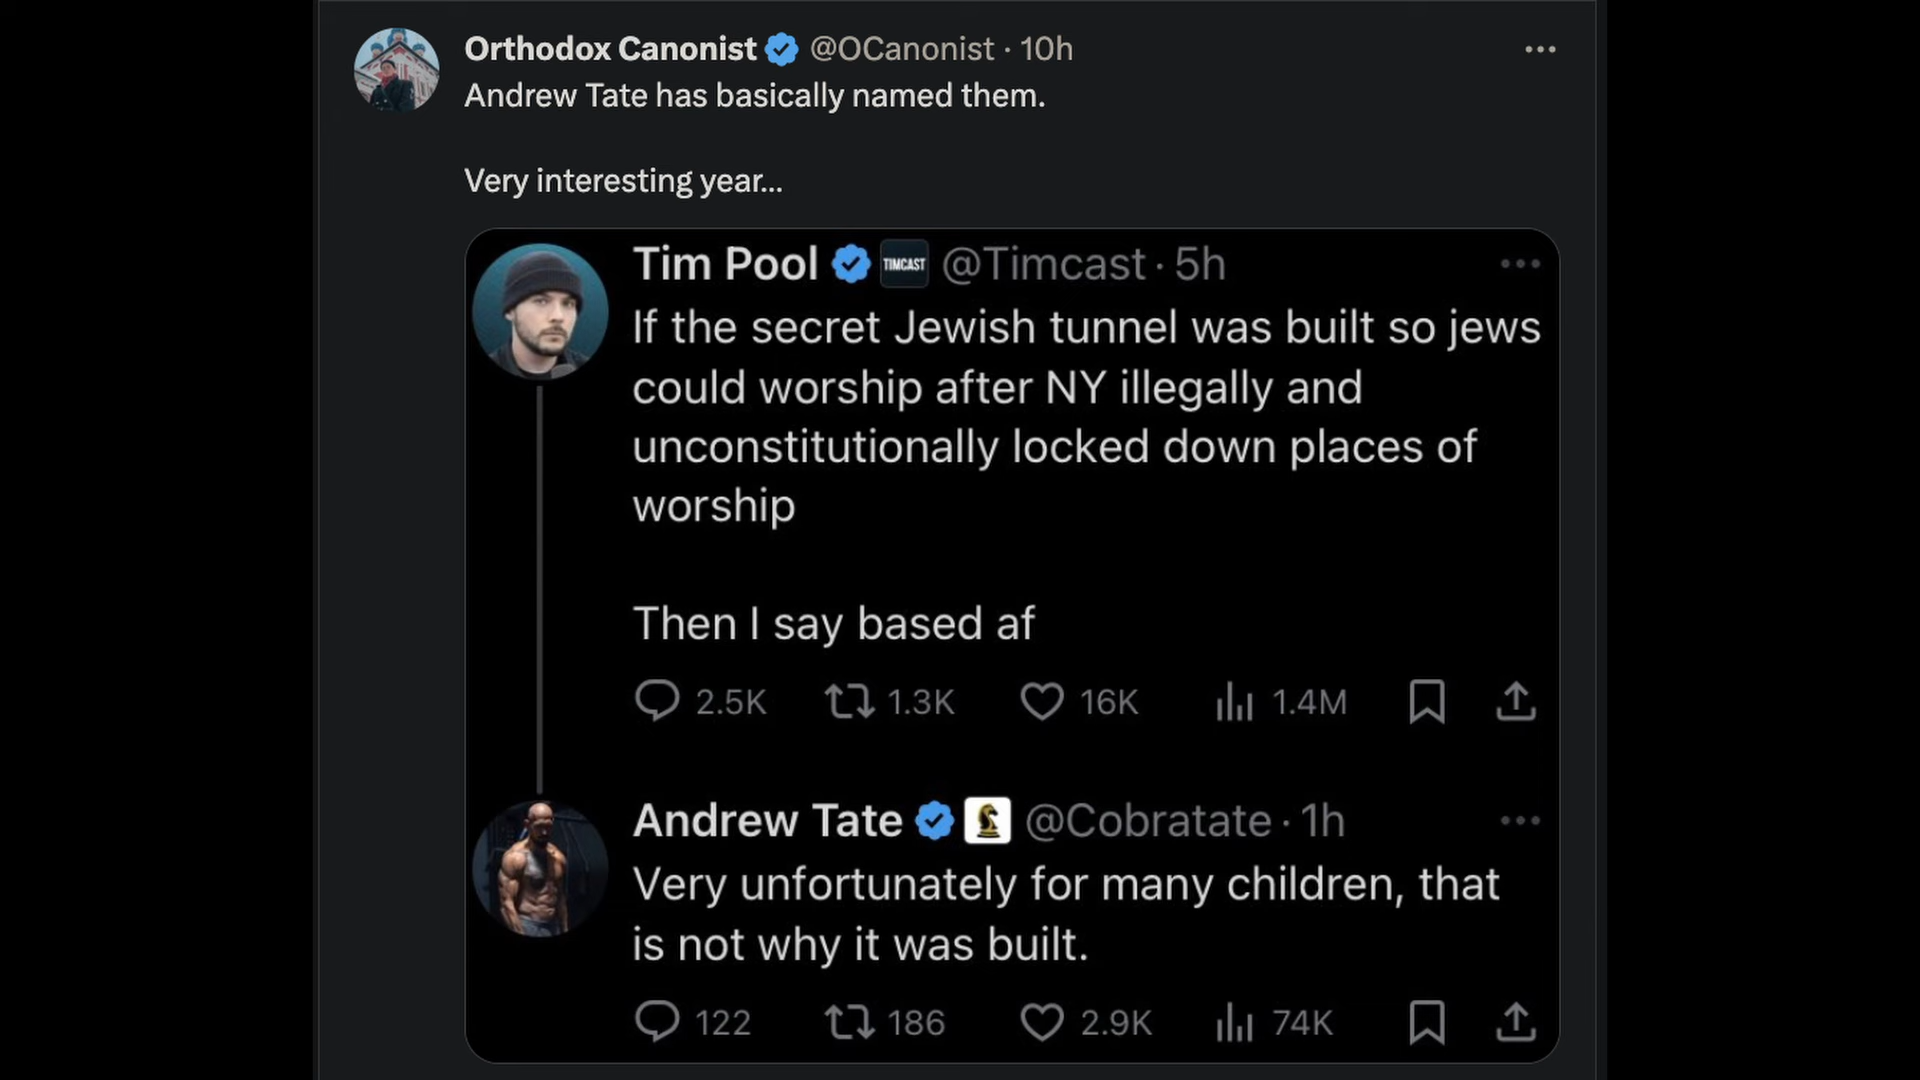 Orthodox Canonist @OCanonist · 10h
Andrew Tate has basically named them.
Very interesting year...
Tim Pool TIMCAST @Timcast · 5h
If the secret Jewish tunnel was built so jews
could worship after NY illegally and
unconstitutionally locked down places of
worship
Then I say based af
2.5K 1.3K 16K 1.4M
Andrew Tate @Cobratate · 1h
Very unfortunately for many children, that
is not why it was built.
122 186 2.9K 74K